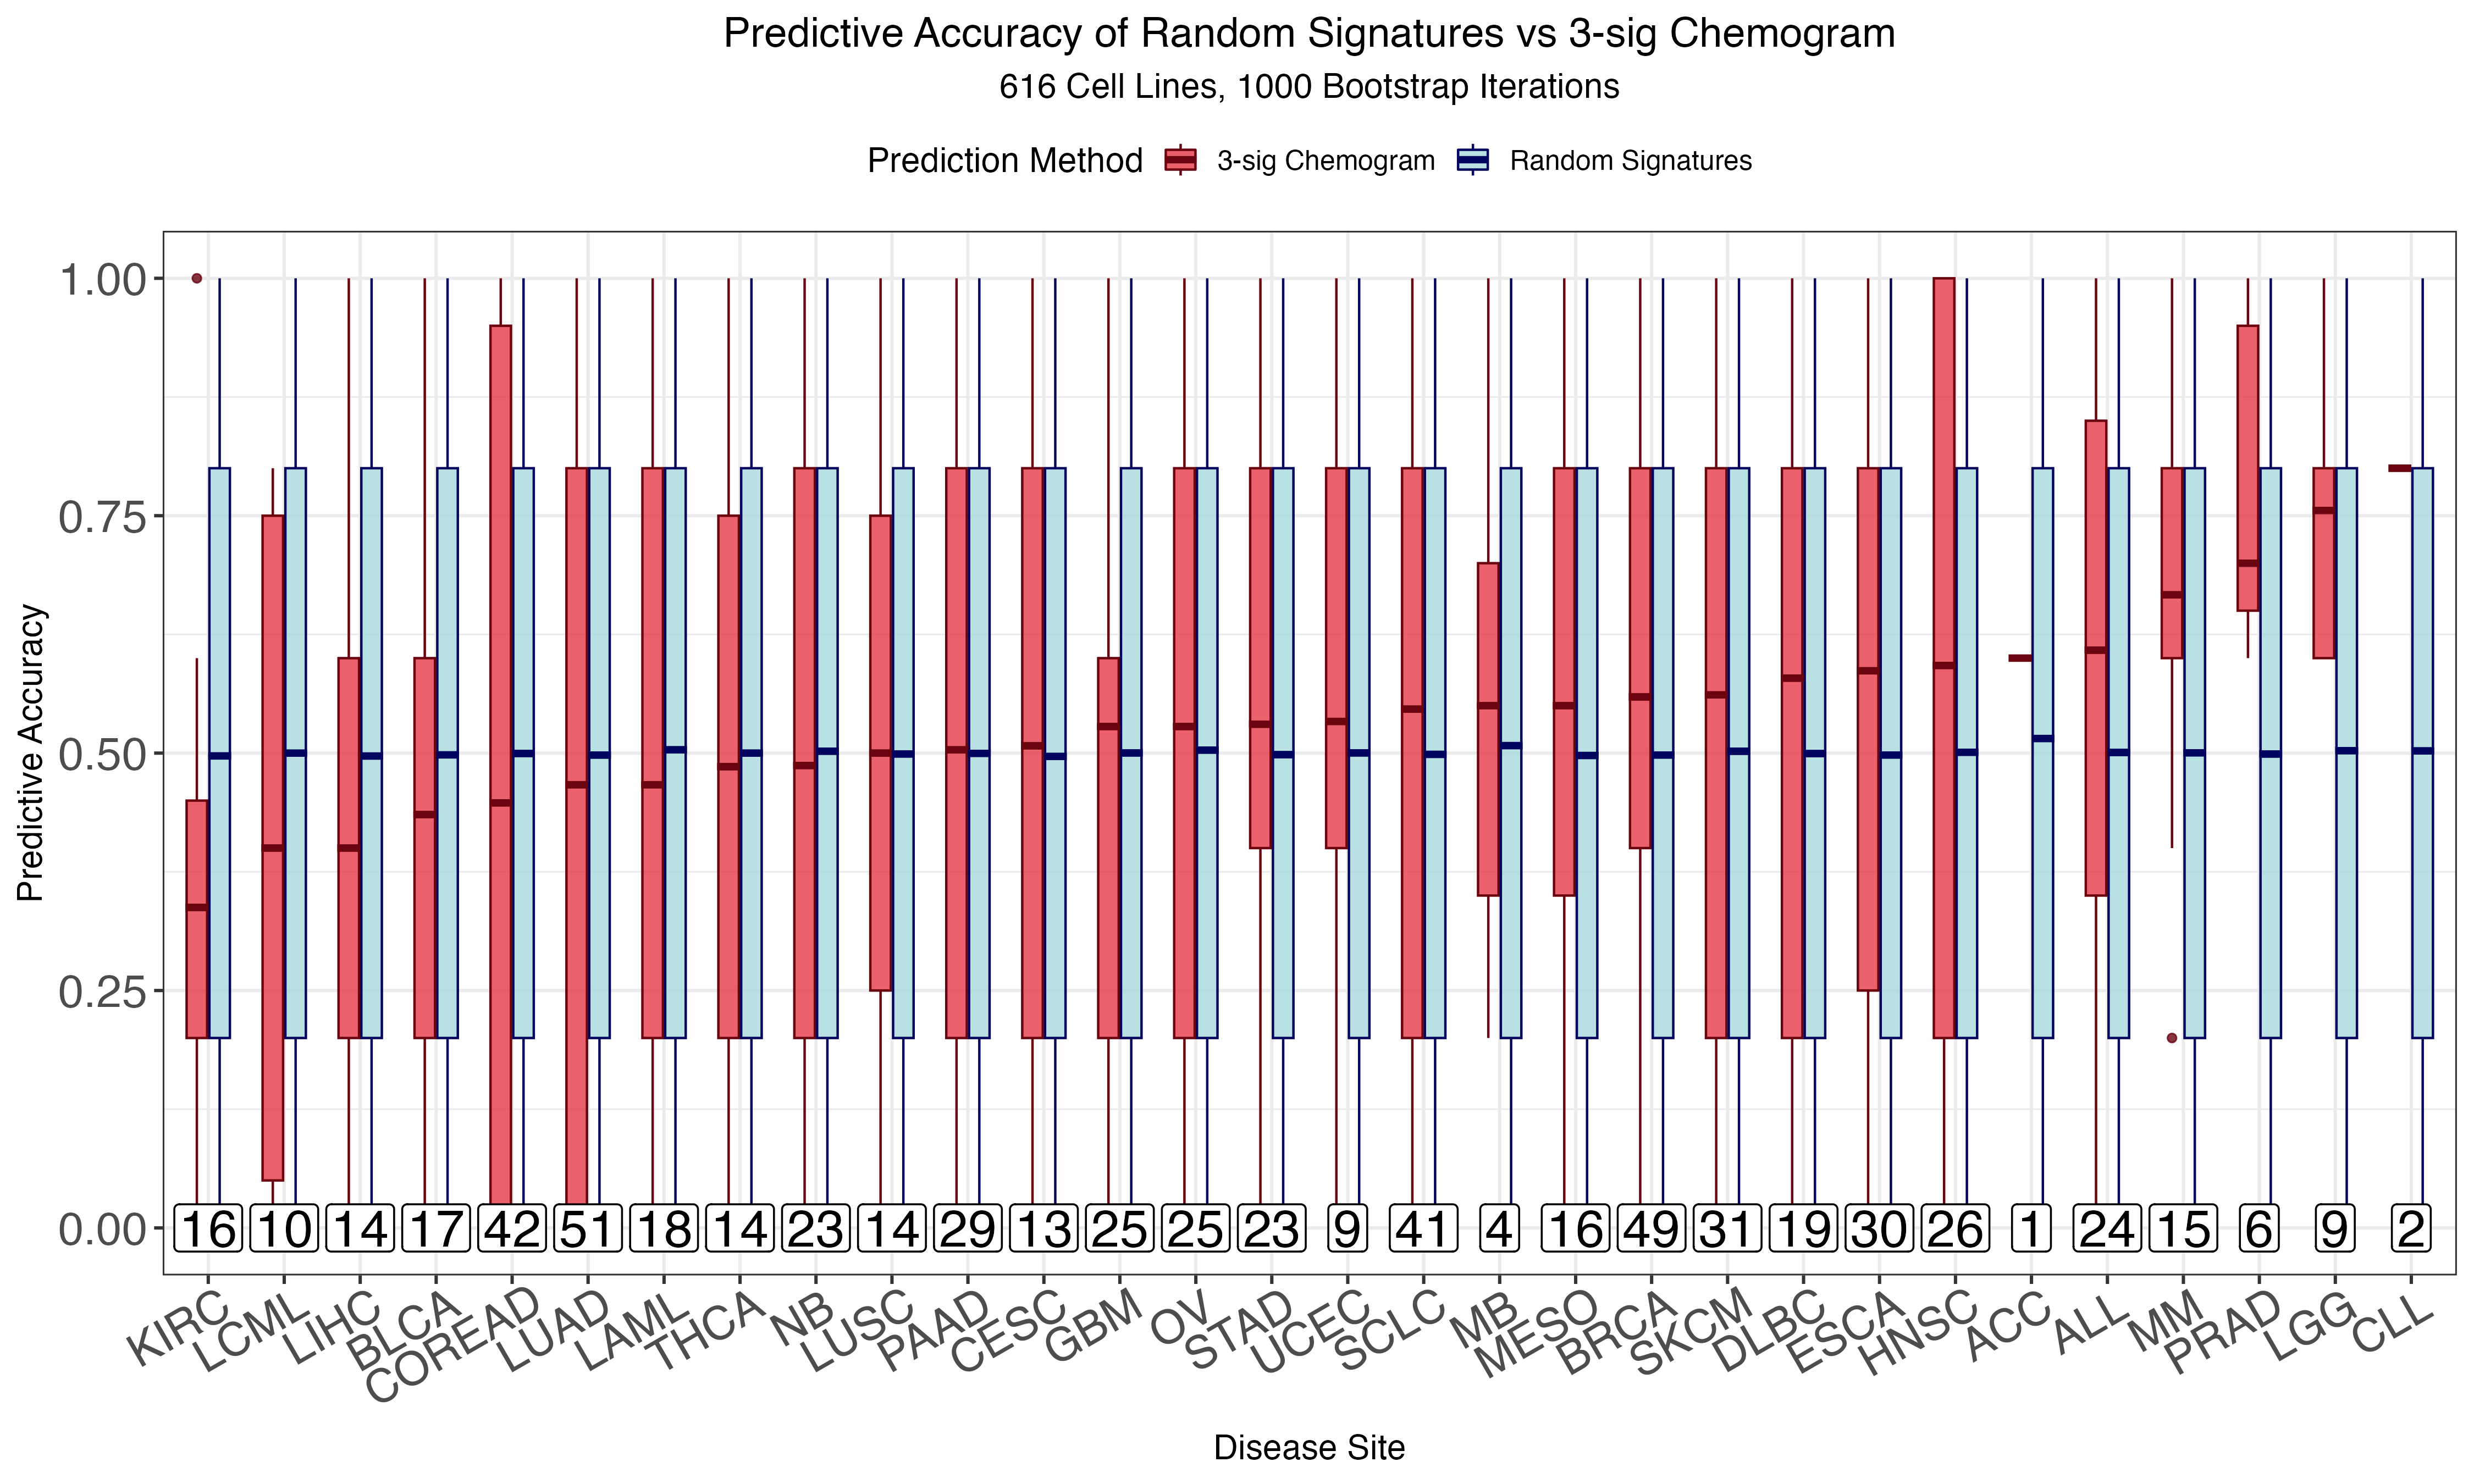 Predictive Accuracy of Random Signatures vs 3-sig Chemogram
616 Cell Lines, 1000 Bootstrap Iterations
Prediction Method 3-sig Chemogram Random Signatures
Predictive Accuracy
1.00
0.75
0.50
0.25
0.00
16 10 14 17 42 51 18 14 23 14 29 13 25 25 23 9 41 4 16 49 31 19 30 26 1 24 15 6 9 2
KIRC LCML LIHC BLCA COREAD LUAD LAML THCA NB LUSC PAAD CESC GBM OV STAD UCEC SCLC MB MESO BRCA SKCM DLBC ESCA HNSC ACC ALL MM PRAD LGG CLL
Disease Site